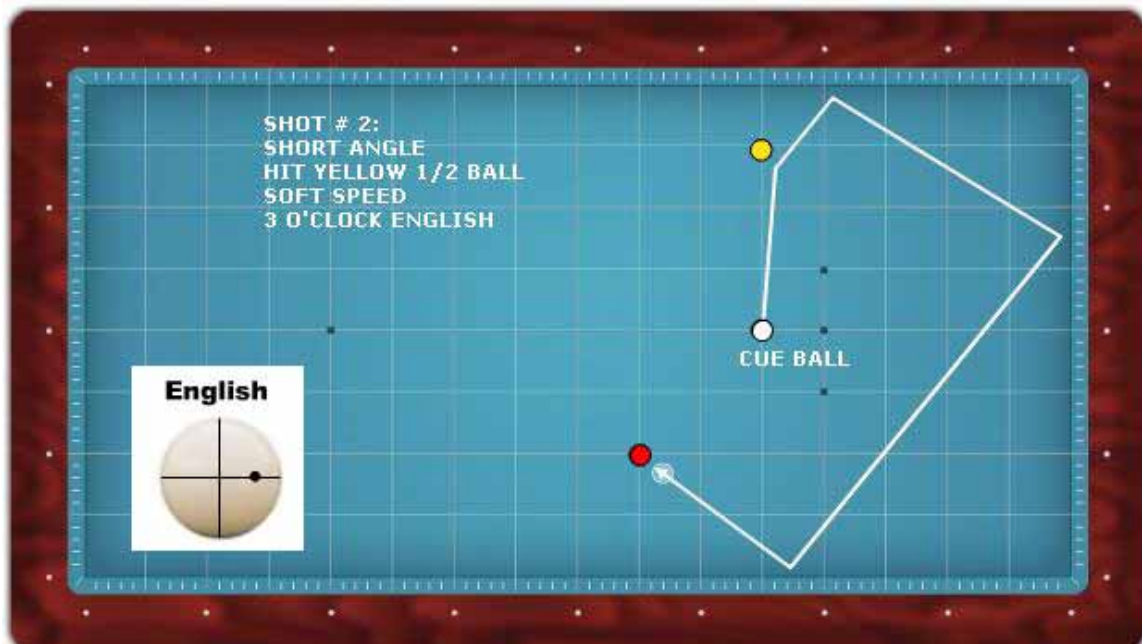 SHOT # 2:
SHORT ANGLE
HIT YELLOW 1/2 BALL
SOFT SPEED
3 O'CLOCK ENGLISH
CUE BALL
English